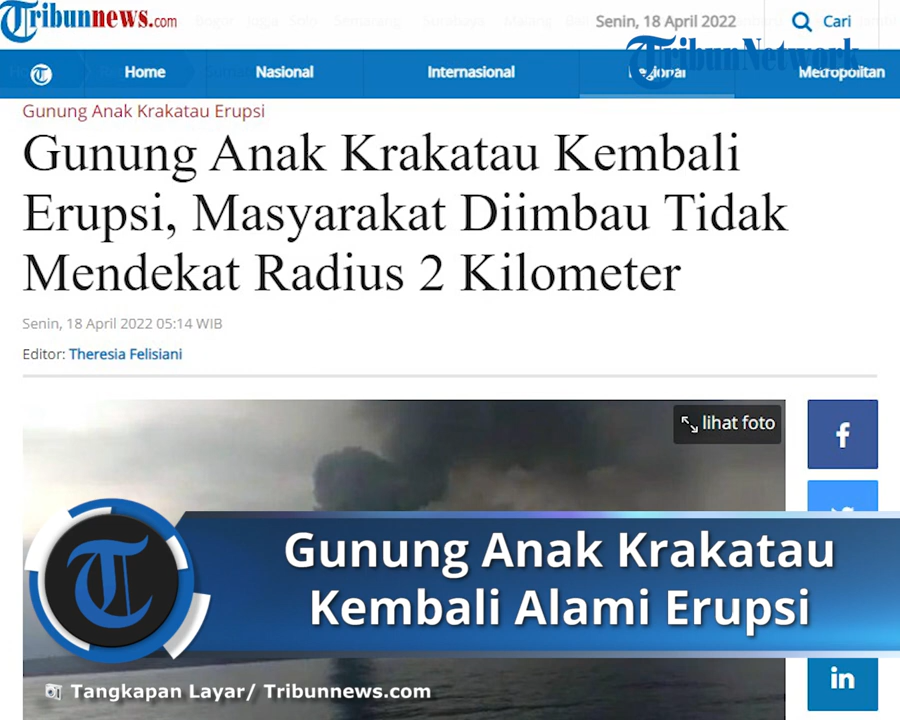 Tribunnews.com
Senin, 18 April 2022
Cari
TribunNetwork
Home Nasional Internasional Regional Metropolitan
Gunung Anak Krakatau Erupsi
Gunung Anak Krakatau Kembali
Erupsi, Masyarakat Diimbau Tidak
Mendekat Radius 2 Kilometer
Senin, 18 April 2022 05:14 WIB
Editor: Theresia Felisiani
lihat foto
f
T
Gunung Anak Krakatau
Kembali Alami Erupsi
in
Tangkapan Layar/ Tribunnews.com